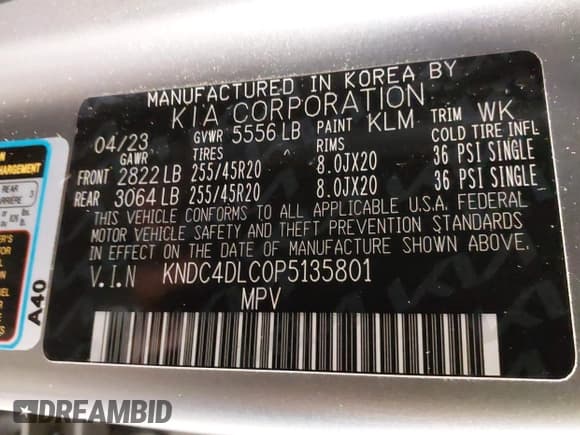 MANUFACTURED IN KOREA BY
KIA CORPORATION
04/23 GVWR 5556 LB PAINT KLM TRIM WK
GAWR TIRES RIMS COLD TIRE INFL
FRONT 2822 LB 255/45R20 8.0JX20 36 PSI SINGLE
REAR 3064 LB 255/45R20 8.0JX20 36 PSI SINGLE
THIS VEHICLE CONFORMS TO ALL APPLICABLE U.S.A. FEDERAL
MOTOR VEHICLE SAFETY AND THEFT PREVENTION STANDARDS
IN EFFECT ON THE DATE OF MANUFACTURE SHOWN ABOVE.
V.I.N KNDC4DLC0P5135801
MPV
REAR
3
A40
DREAMBID